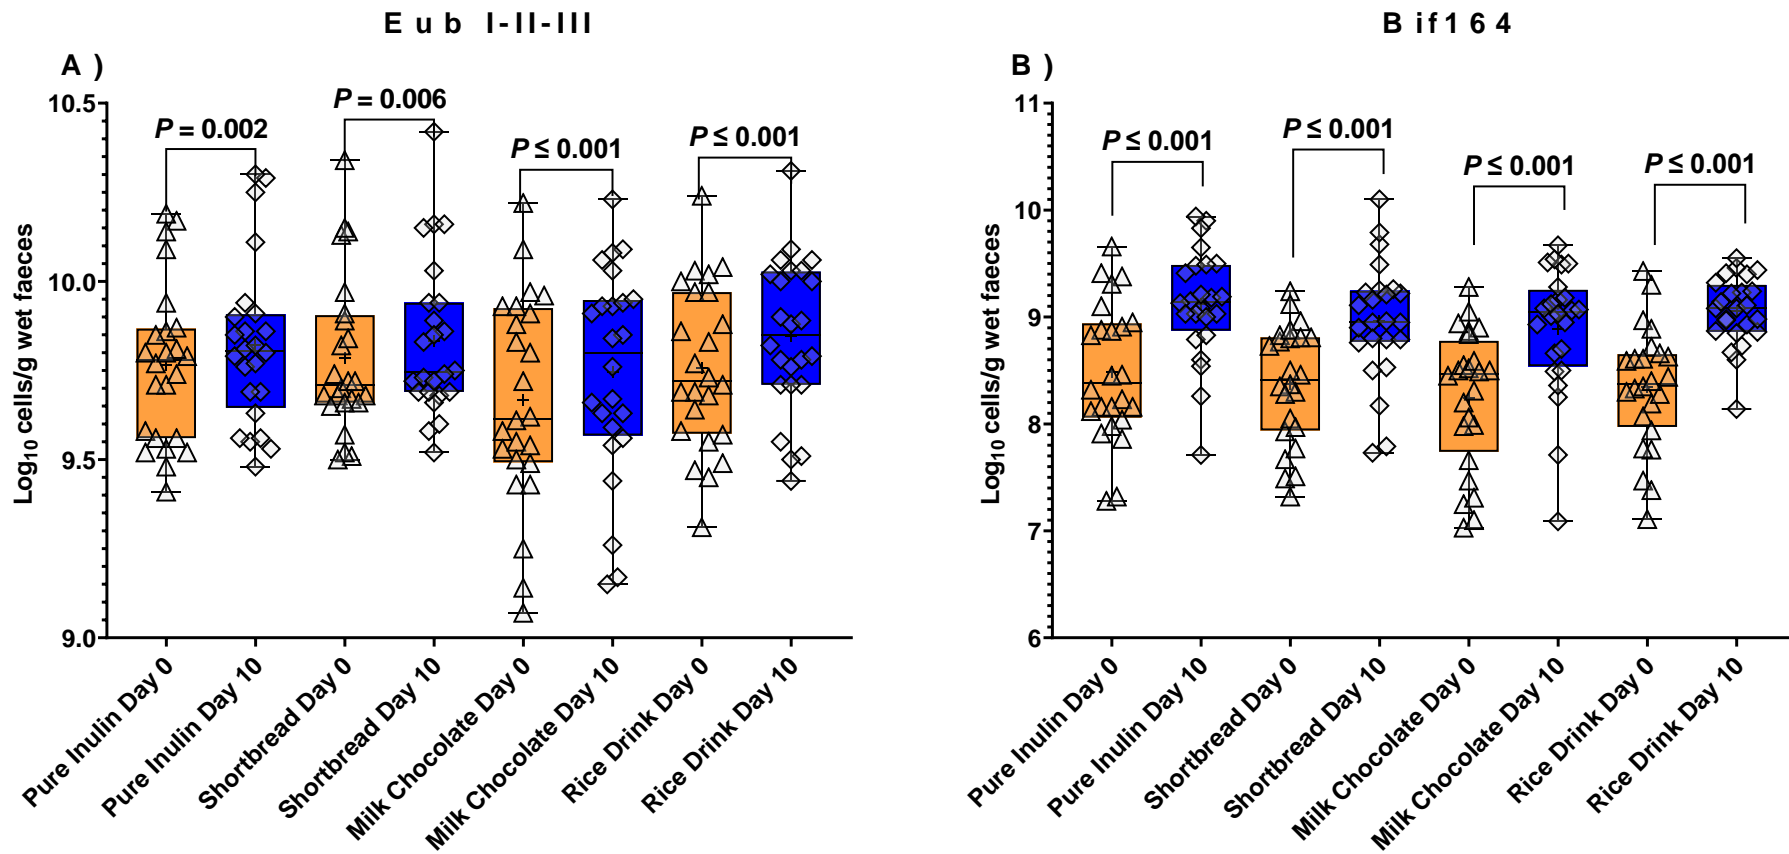 Eub I-II-III
A)
10.5
10.0
9.5
9.0
Log10 cells/g wet faeces
P = 0.002
P = 0.006
P ≤ 0.001
P ≤ 0.001
Pure Inulin Day 0
Pure Inulin Day 10
Shortbread Day 0
Shortbread Day 10
Milk Chocolate Day 0
Milk Chocolate Day 10
Rice Drink Day 0
Rice Drink Day 10
Bif164
B)
11
10
9
8
7
6
Log10 cells/g wet faeces
P ≤ 0.001
P ≤ 0.001
P ≤ 0.001
P ≤ 0.001
Pure Inulin Day 0
Pure Inulin Day 10
Shortbread Day 0
Shortbread Day 10
Milk Chocolate Day 0
Milk Chocolate Day 10
Rice Drink Day 0
Rice Drink Day 10